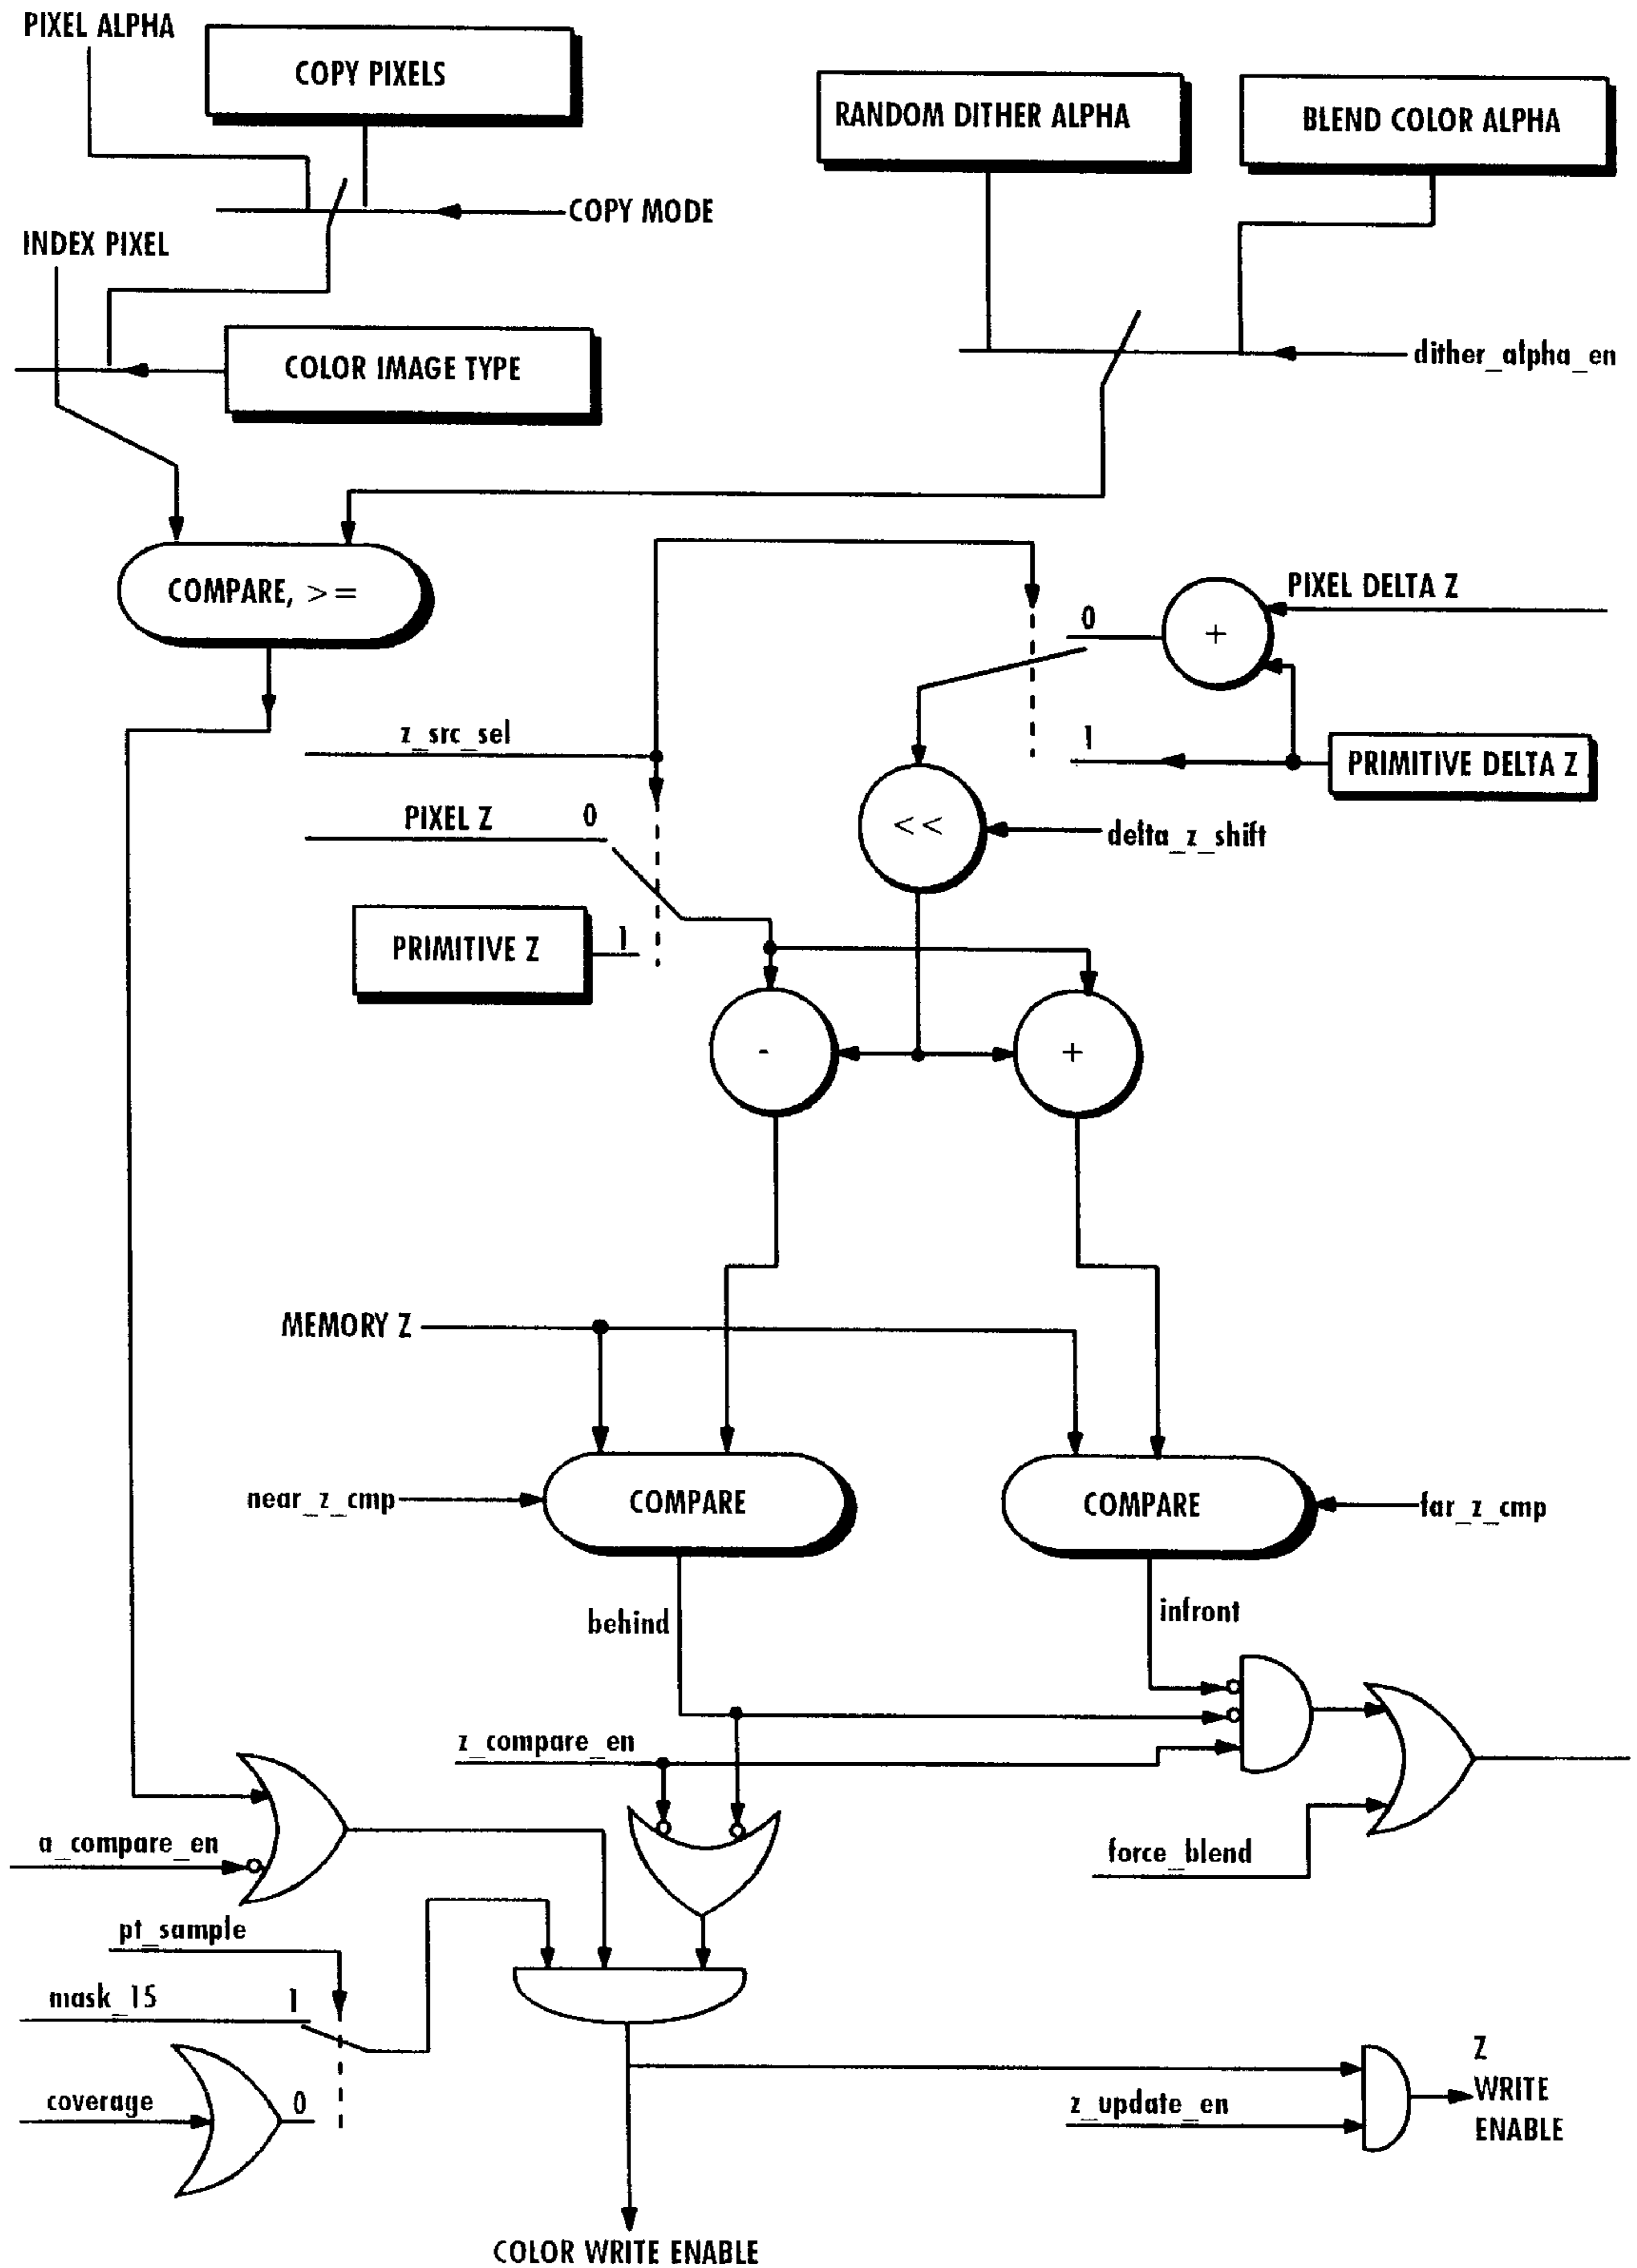 PIXEL ALPHA
COPY PIXELS
RANDOM DITHER ALPHA
BLEND COLOR ALPHA
COPY MODE
INDEX PIXEL
COLOR IMAGE TYPE
dither_alpha_en
COMPARE, >=
PIXEL DELTA Z
+
0
z_src_sel
1
PRIMITIVE DELTA Z
PIXEL Z
0
<<
delta_z_shift
PRIMITIVE Z
1
-
+
MEMORY Z
near_z_cmp
COMPARE
COMPARE
far_z_cmp
behind
infront
z_compare_en
a_compare_en
force_blend
pt_sample
mask_15
1
coverage
0
z_update_en
Z
WRITE
ENABLE
COLOR WRITE ENABLE